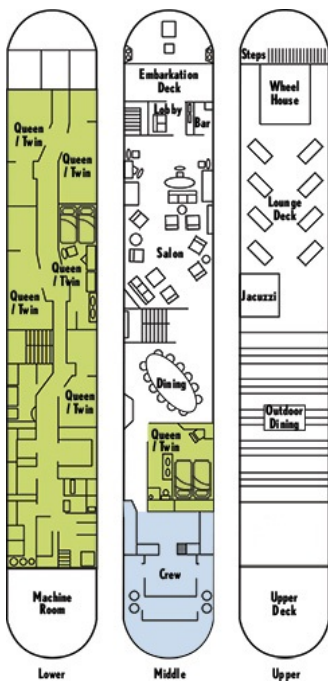 Queen
/ Twin
Queen
/ Twin
Queen
/ Twin
Queen
/ Twin
Queen
/ Twin
Machine
Room
Lower
Embarkation
Deck
Lobby
Bar
Salon
Dining
Queen
/ Twin
Crew
Middle
Steps
Wheel
House
Lounge
Deck
Jacuzzi
Outdoor
Dining
Upper
Deck
Upper